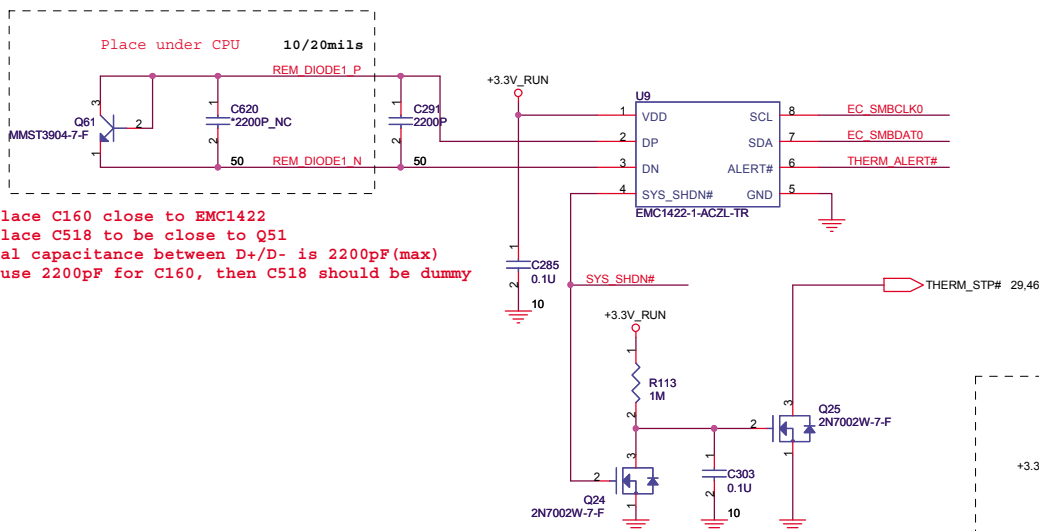 Place under CPU 10/20mils
REM_DIODE1_P
3
Q61
2
MMST3904-7-F
1
1
C620
*2200P_NC
2
1
C291
2200P
2
50 REM_DIODE1_N 50
lace C160 close to EMC1422
lace C518 to be close to Q51
al capacitance between D+/D- is 2200pF(max)
use 2200pF for C160, then C518 should be dummy
+3.3V_RUN
U9
1 VDD
2 DP
3 DN
4 SYS_SHDN#
SCL 8 EC_SMBCLK0
SDA 7 EC_SMBDAT0
ALERT# 6 THERM_ALERT#
GND 5
EMC1422-1-ACZL-TR
1
C285
0.1U
2
10
SYS_SHDN#
THERM_STP# 29,46
+3.3V_RUN
1
R113
1M
2
3
2
Q24
2N7002W-7-F
1
1
C303
0.1U
2
10
3
2
Q25
2N7002W-7-F
1
+3.3